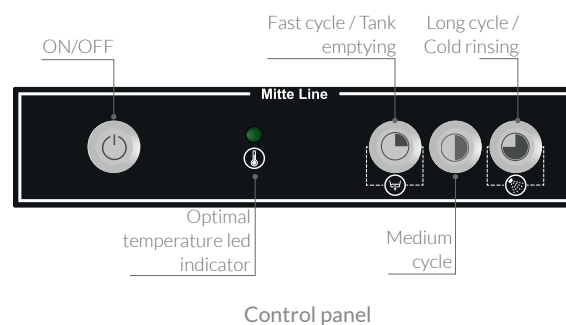 ON/OFF
Fast cycle / Tank
emptying
Long cycle /
Cold rinsing
Mitte Line
Optimal
temperature led
indicator
Medium
cycle
Control panel